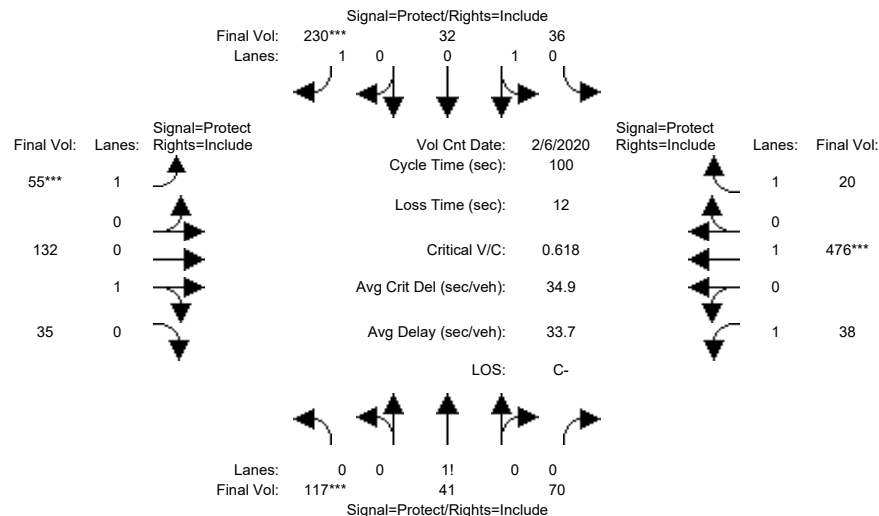 Signal=Protect/Rights=Include
Final Vol: 230*** 32 36
Lanes: 1 0 0 1 0
Signal=Protect Signal=Protect
Final Vol: Lanes: Rights=Include Vol Cnt Date: 2/6/2020 Rights=Include Lanes: Final Vol:
Cycle Time (sec): 100
55*** 1 1 20
Loss Time (sec): 12
0 0
132 0 Critical V/C: 0.618 1 476***
1 Avg Crit Del (sec/veh): 34.9 0
35 0 Avg Delay (sec/veh): 33.7 1 38
LOS: C-
Lanes: 0 0 1! 0 0
Final Vol: 117*** 41 70
Signal=Protect/Rights=Include